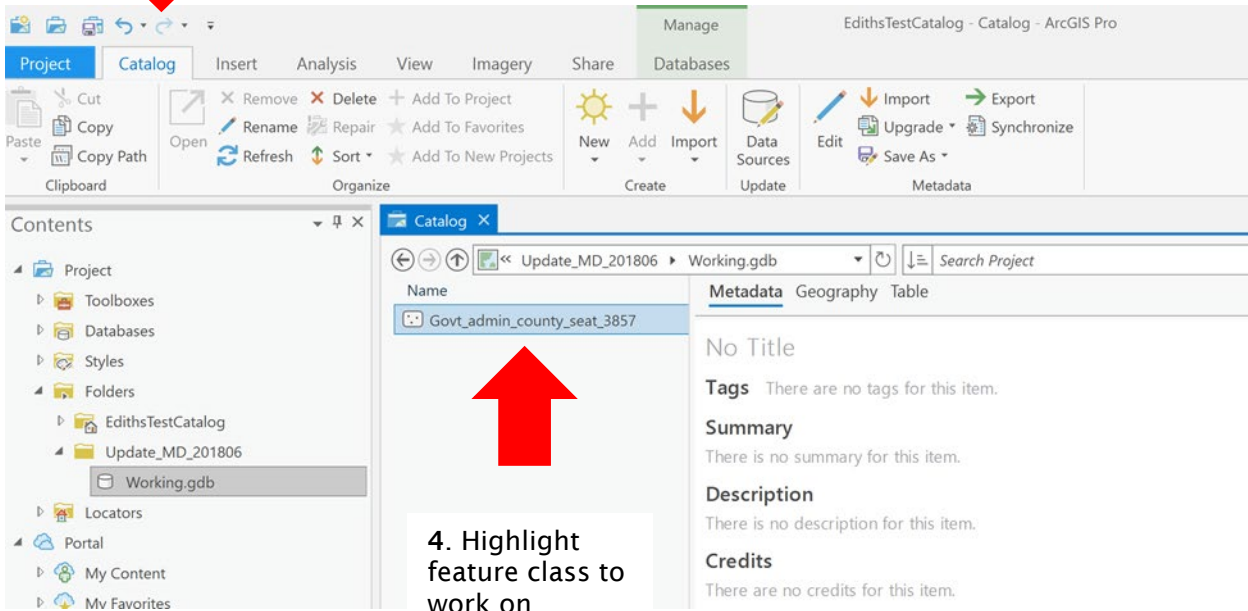 Manage
EdithsTestCatalog - Catalog - ArcGIS Pro
Project Catalog Insert Analysis View Imagery Share Databases
Paste
Cut
Copy
Copy Path
Clipboard
Open
Remove Delete Add To Project
Rename Repair Add To Favorites
Refresh Sort Add To New Projects
Organize
New Add Import
Create
Data Sources
Update
Edit
Import Export
Upgrade Synchronize
Save As
Metadata
Contents
Project
Toolboxes
Databases
Styles
Folders
EdithsTestCatalog
Update_MD_201806
Working.gdb
Locators
Portal
My Content
My Favorites
Catalog
« Update_MD_201806 Working.gdb
Search Project
Name
Govt_admin_county_seat_3857
4. Highlight
feature class to
work on
Metadata Geography Table
No Title
Tags There are no tags for this item.
Summary
There is no summary for this item.
Description
There is no description for this item.
Credits
There are no credits for this item.